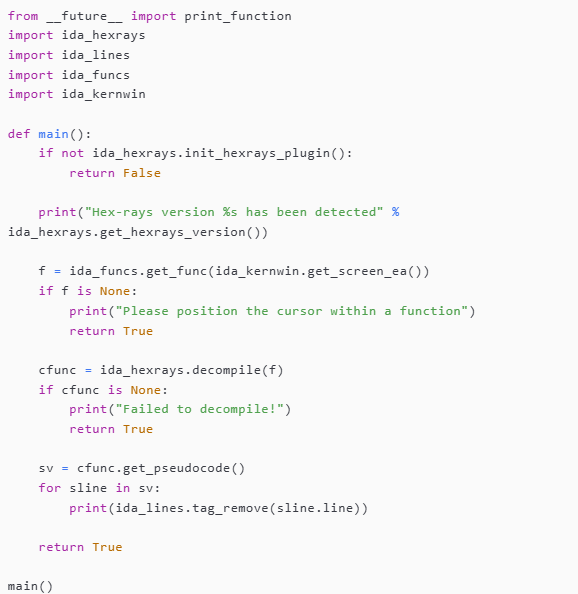 from __future__ import print_function
import ida_hexrays
import ida_lines
import ida_funcs
import ida_kernwin

def main():
    if not ida_hexrays.init_hexrays_plugin():
        return False

    print("Hex-rays version %s has been detected" %
ida_hexrays.get_hexrays_version())

    f = ida_funcs.get_func(ida_kernwin.get_screen_ea())
    if f is None:
        print("Please position the cursor within a function")
        return True

    cfunc = ida_hexrays.decompile(f)
    if cfunc is None:
        print("Failed to decompile!")
        return True

    sv = cfunc.get_pseudocode()
    for sline in sv:
        print(ida_lines.tag_remove(sline.line))

    return True

main()